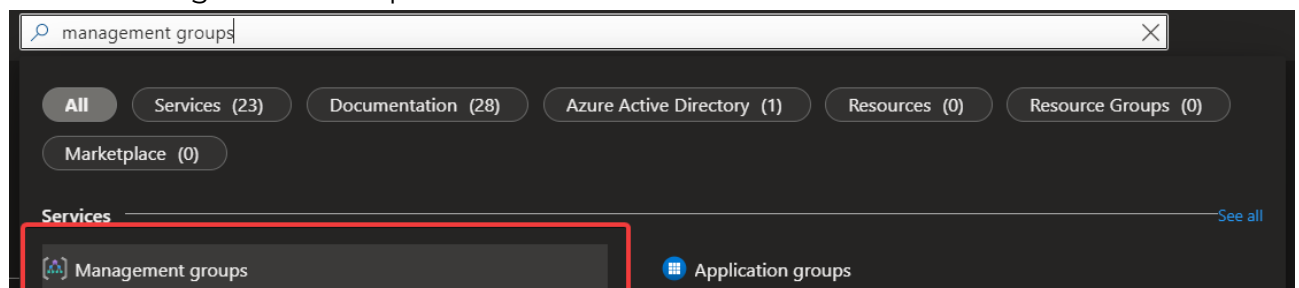 management groups
All Services (23) Documentation (28) Azure Active Directory (1) Resources (0) Resource Groups (0)
Marketplace (0)
Services See all
Management groups Application groups